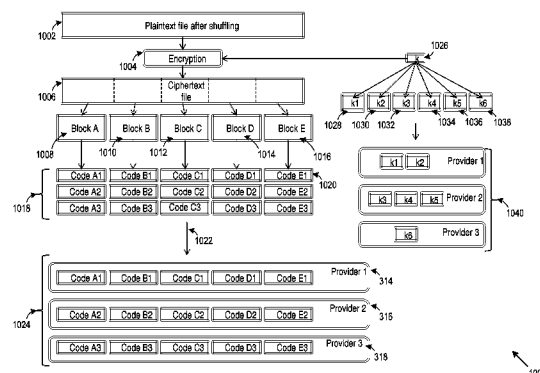 1002
Plaintext file after shuffling
1004
Encryption
k
1026
1006
Ciphertext file
k1 k2 k3 k4 k5 k6
1028 1030 1032 1034 1036 1038
Block A Block B Block C Block D Block E
1008 1010 1012 1014 1016
Provider 1
k1 k2
Provider 2
k3 k4 k5
Provider 3
k6
1040
1018
Code A1 Code B1 Code C1 Code D1 Code E1
1020
Code A2 Code B2 Code C2 Code D2 Code E2
Code A3 Code B3 Code C3 Code D3 Code E3
1022
1024
Provider 1
314
Code A1 Code B1 Code C1 Code D1 Code E1
Provider 2
316
Code A2 Code B2 Code C2 Code D2 Code E2
Provider 3
318
Code A3 Code B3 Code C3 Code D3 Code E3